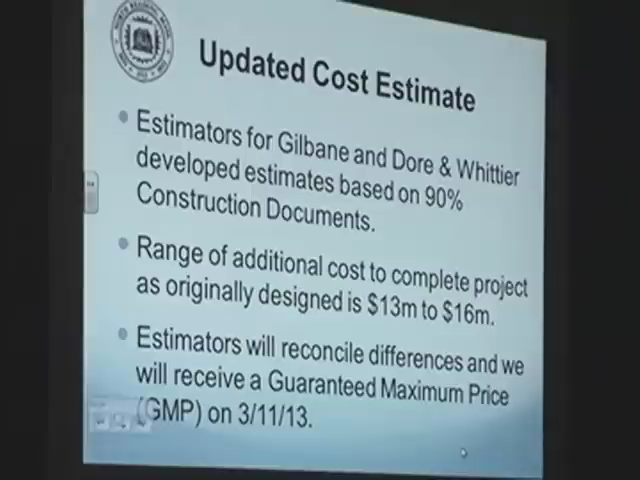 Updated Cost Estimate
Estimators for Gilbane and Dore & Whittier
developed estimates based on 90%
Construction Documents.
Range of additional cost to complete project
as originally designed is $13m to $16m.
Estimators will reconcile differences and we
will receive a Guaranteed Maximum Price
(GMP) on 3/11/13.